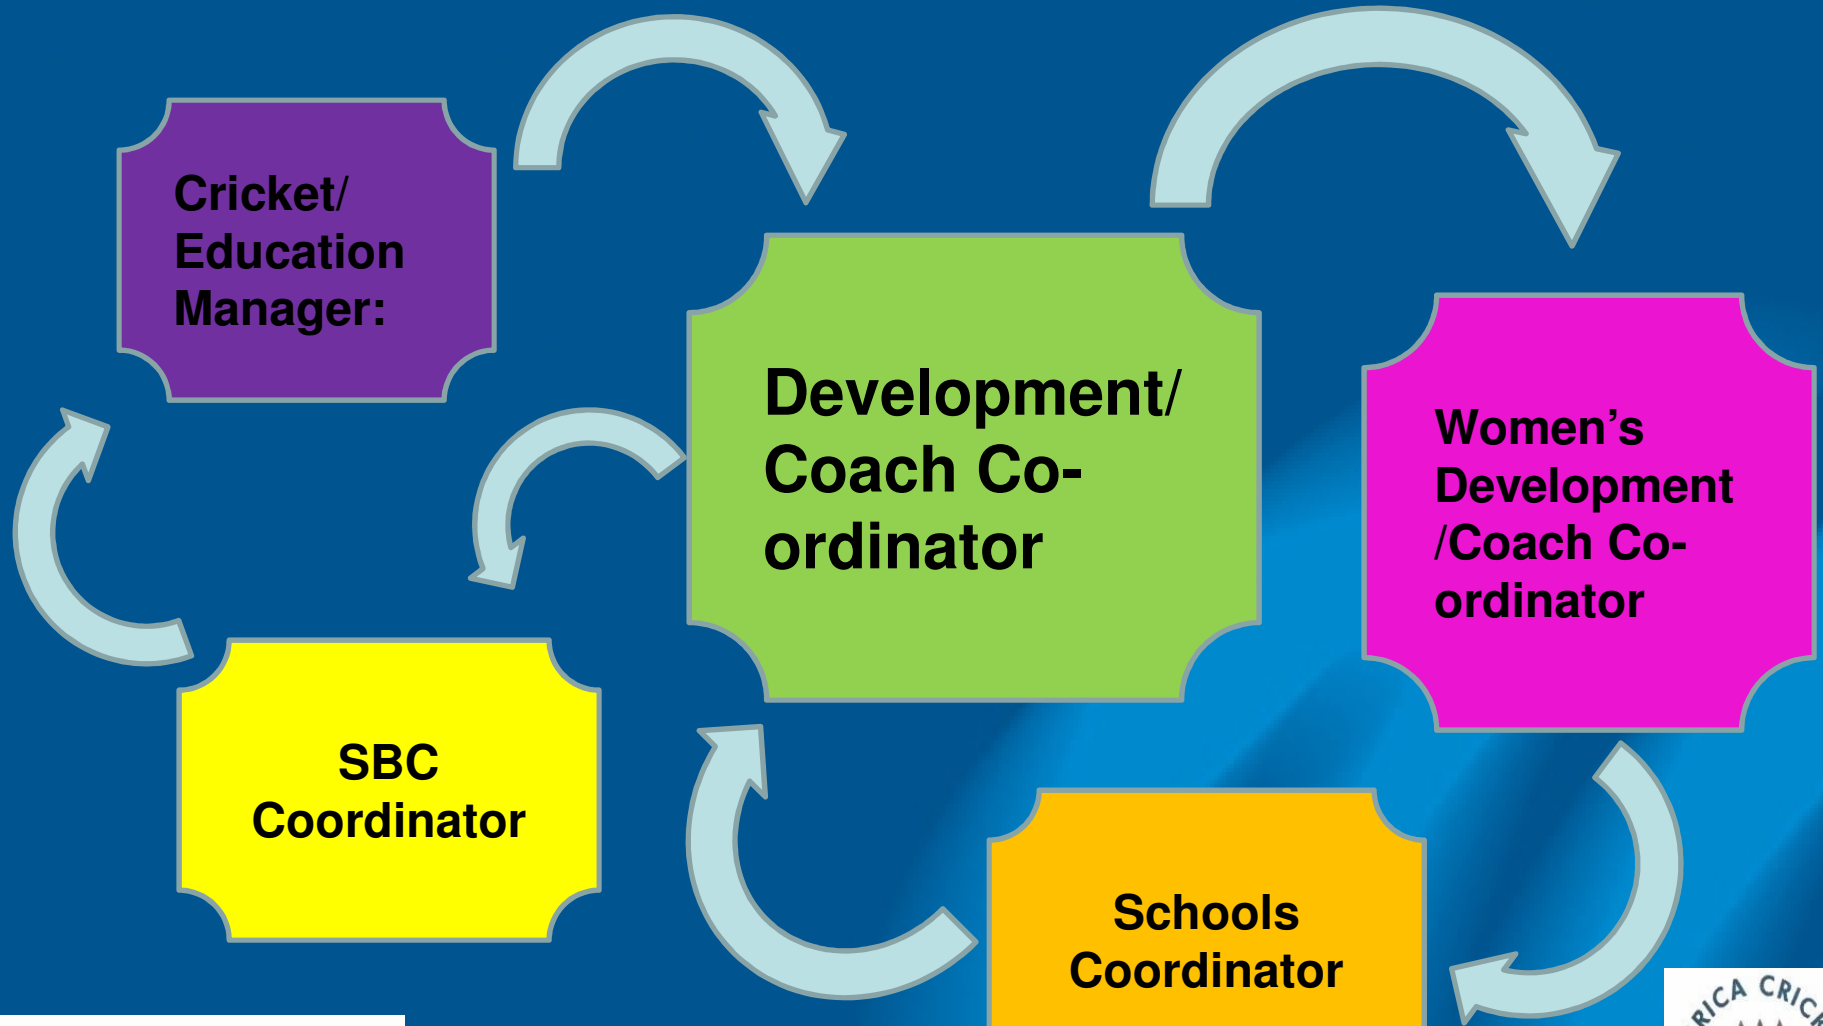 Cricket/
Education
Manager:
Development/
Coach Co-
ordinator
Women’s
Development
/Coach Co-
ordinator
SBC
Coordinator
Schools
Coordinator